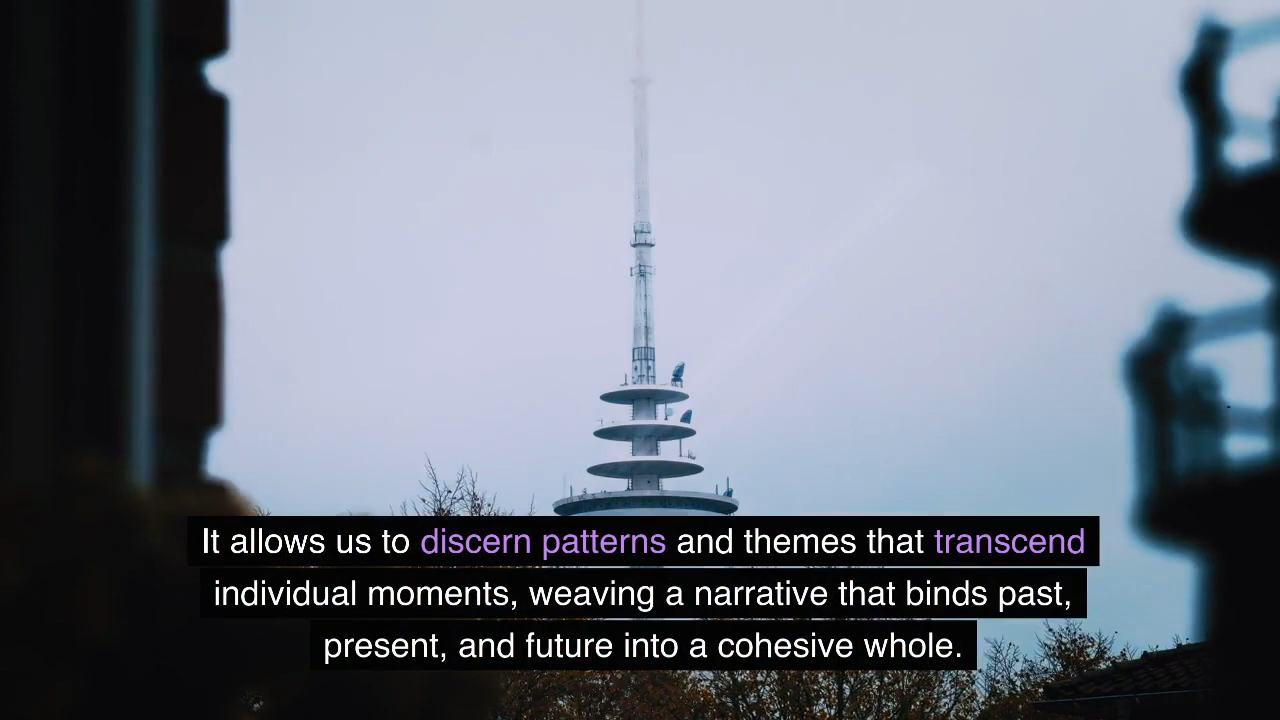 It allows us to discern patterns and themes that transcend
individual moments, weaving a narrative that binds past,
present, and future into a cohesive whole.